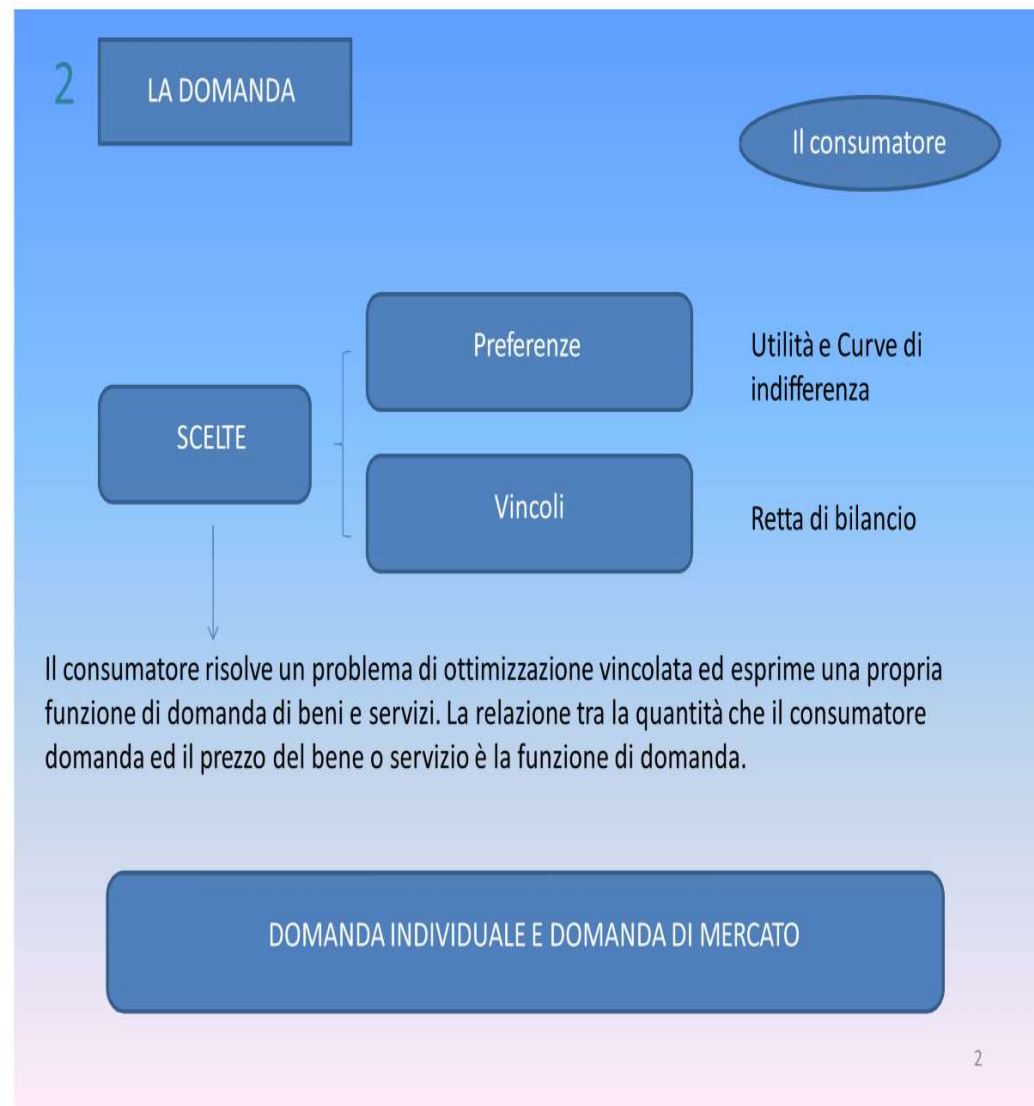 2
LA DOMANDA
Il consumatore
Preferenze
Utilità e Curve di
indifferenza
SCELTE
Vincoli
Retta di bilancio
Il consumatore risolve un problema di ottimizzazione vincolata ed esprime una propria
funzione di domanda di beni e servizi. La relazione tra la quantità che il consumatore
domanda ed il prezzo del bene o servizio è la funzione di domanda.
DOMANDA INDIVIDUALE E DOMANDA DI MERCATO
2